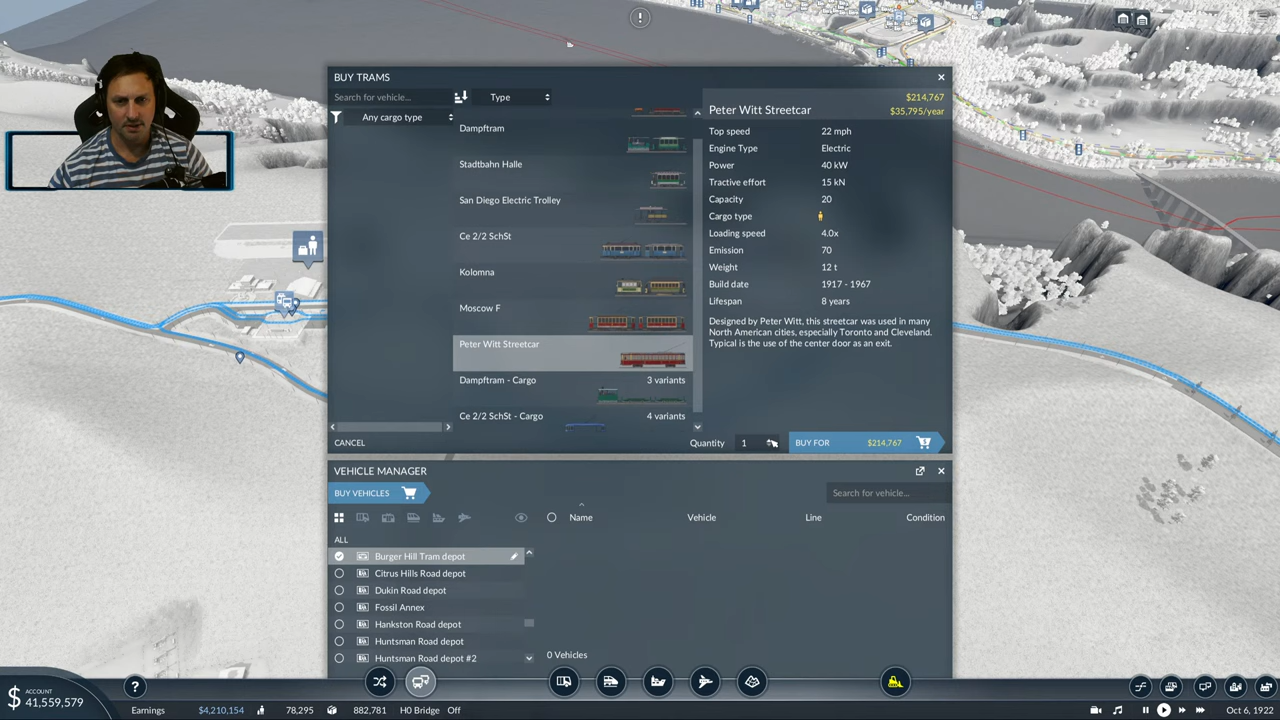 BUY TRAMS
Search for vehicle...
Type
Any cargo type
Dampftram
Stadtbahn Halle
San Diego Electric Trolley
Ce 2/2 SchSt
Kolomna
Moscow F
Peter Witt Streetcar
Dampftram - Cargo 3 variants
Ce 2/2 SchSt - Cargo 4 variants
$214,767
Peter Witt Streetcar $35,795/year
Top speed 22 mph
Engine Type Electric
Power 40 kW
Tractive effort 15 kN
Capacity 20
Cargo type
Loading speed 4.0x
Emission 70
Weight 12 t
Build date 1917 - 1967
Lifespan 8 years
Designed by Peter Witt, this streetcar was used in many
North American cities, especially Toronto and Cleveland.
Typical is the use of the center door as an exit.
CANCEL Quantity 1 BUY FOR $214,767
VEHICLE MANAGER
BUY VEHICLES Search for vehicle...
Name Vehicle Line Condition
ALL
Burger Hill Tram depot
Citrus Hills Road depot
Dukin Road depot
Fossil Annex
Hankston Road depot
Huntsman Road depot
Huntsman Road depot #2
0 Vehicles
$ ACCOUNT
41,559,579
?
Earnings $4,210,154 78,295 882,781 H0 Bridge Off Oct 6, 1922